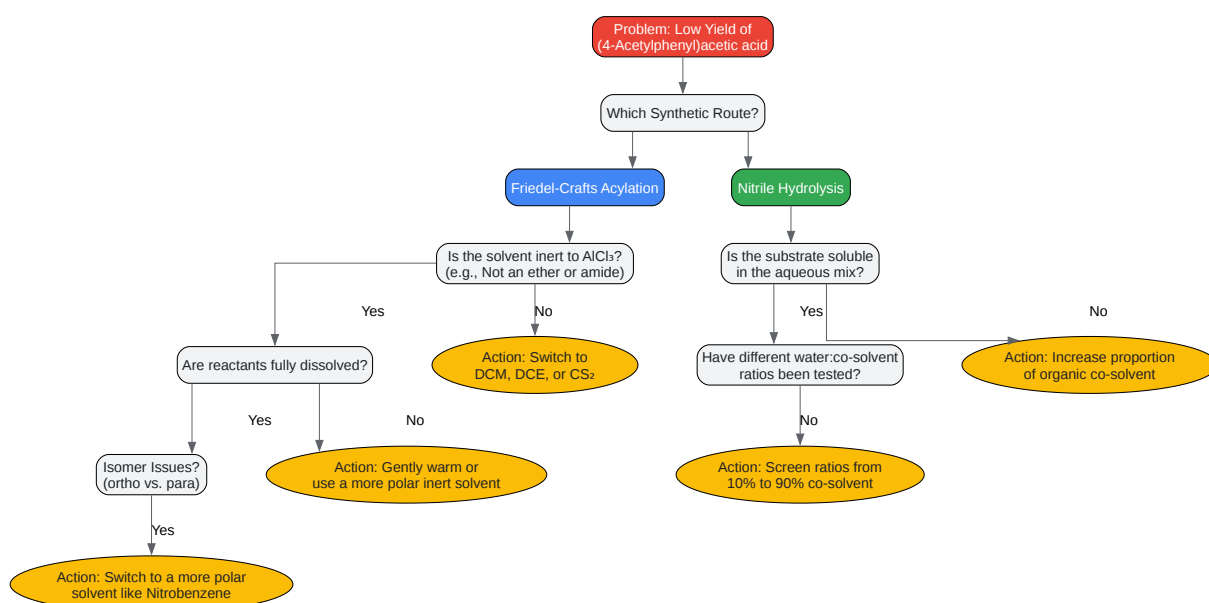 Problem: Low Yield of
(4-Acetylphenyl)acetic acid
Which Synthetic Route?
Friedel-Crafts Acylation
Nitrile Hydrolysis
Is the solvent inert to AlCl₃?
(e.g., Not an ether or amide)
Is the substrate soluble
in the aqueous mix?
Yes
No
Yes
No
Are reactants fully dissolved?
Action: Switch to
DCM, DCE, or CS₂
Have different water:co-solvent
ratios been tested?
Action: Increase proportion
of organic co-solvent
Yes
No
No
Isomer Issues?
(ortho vs. para)
Action: Gently warm or
use a more polar inert solvent
Action: Screen ratios from
10% to 90% co-solvent
Yes
Action: Switch to a more polar
solvent like Nitrobenzene